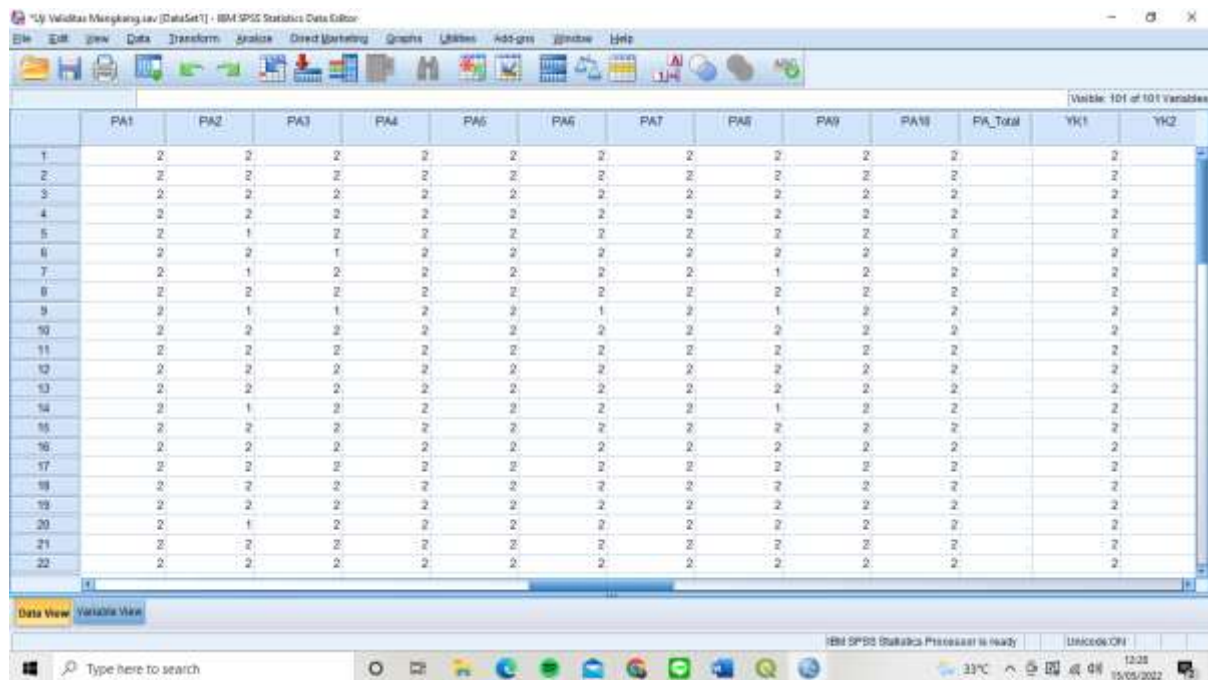 *Uji Validitas Mangkang.sav [DataSet1] - IBM SPSS Statistics Data Editor
File Edit View Data Transform Analyze Direct Marketing Graphs Utilities Add-ons Window Help
Visible: 101 of 101 Variables
PA1 PA2 PA3 PA4 PA5 PA6 PA7 PA8 PA9 PA10 PA_Total YK1 YK2
1 2 2 2 2 2 2 2 2 2 2 2
2 2 2 2 2 2 2 2 2 2 2 2
3 2 2 2 2 2 2 2 2 2 2 2
4 2 2 2 2 2 2 2 2 2 2 2
5 2 1 2 2 2 2 2 2 2 2 2
6 2 2 1 2 2 2 2 2 2 2 2
7 2 1 2 2 2 2 2 1 2 2 2
8 2 2 2 2 2 2 2 2 2 2 2
9 2 1 1 2 2 1 2 1 2 2 2
10 2 2 2 2 2 2 2 2 2 2 2
11 2 2 2 2 2 2 2 2 2 2 2
12 2 2 2 2 2 2 2 2 2 2 2
13 2 2 2 2 2 2 2 2 2 2 2
14 2 1 2 2 2 2 2 1 2 2 2
15 2 2 2 2 2 2 2 2 2 2 2
16 2 2 2 2 2 2 2 2 2 2 2
17 2 2 2 2 2 2 2 2 2 2 2
18 2 2 2 2 2 2 2 2 2 2 2
19 2 2 2 2 2 2 2 2 2 2 2
20 2 1 2 2 2 2 2 2 2 2 2
21 2 2 2 2 2 2 2 2 2 2 2
22 2 2 2 2 2 2 2 2 2 2 2
Data View Variable View
IBM SPSS Statistics Processor is ready Unicode:ON
Type here to search 33°C 12:28
15/05/2022